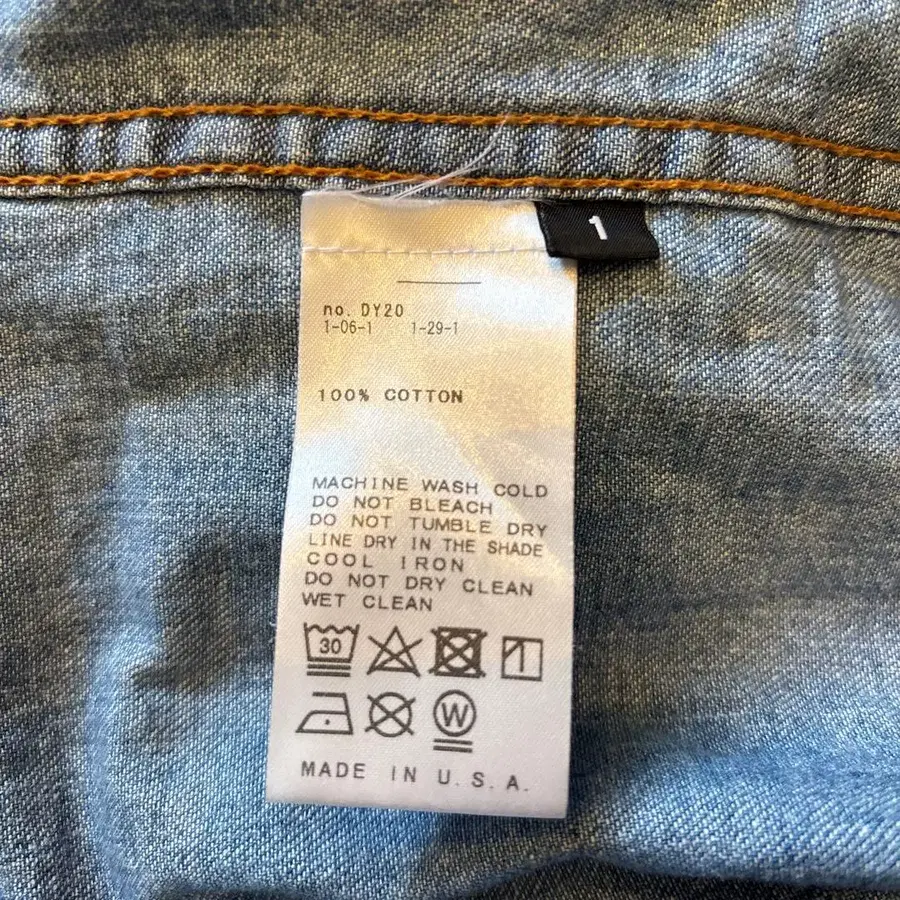 1
no. DY20
1-06-1 1-29-1
100% COTTON
MACHINE WASH COLD
DO NOT BLEACH
DO NOT TUMBLE DRY
LINE DRY IN THE SHADE
COOL IRON
DO NOT DRY CLEAN
WET CLEAN
30
W
MADE IN U.S.A.